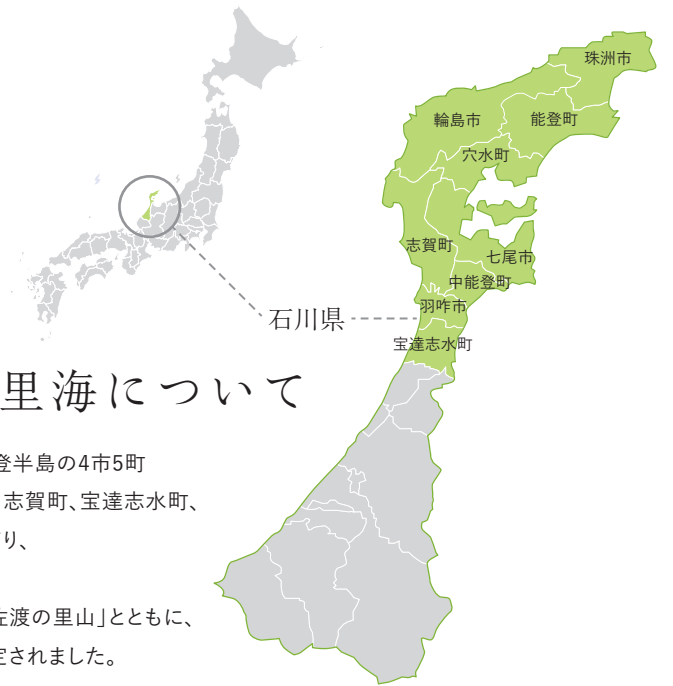 珠洲市
輪島市
能登町
穴水町
志賀町
七尾市
中能登町
羽咋市
石川県
宝達志水町
里海について
登半島の4市5町
志賀町、宝達志水町、
り、
佐渡の里山」とともに、
定されました。